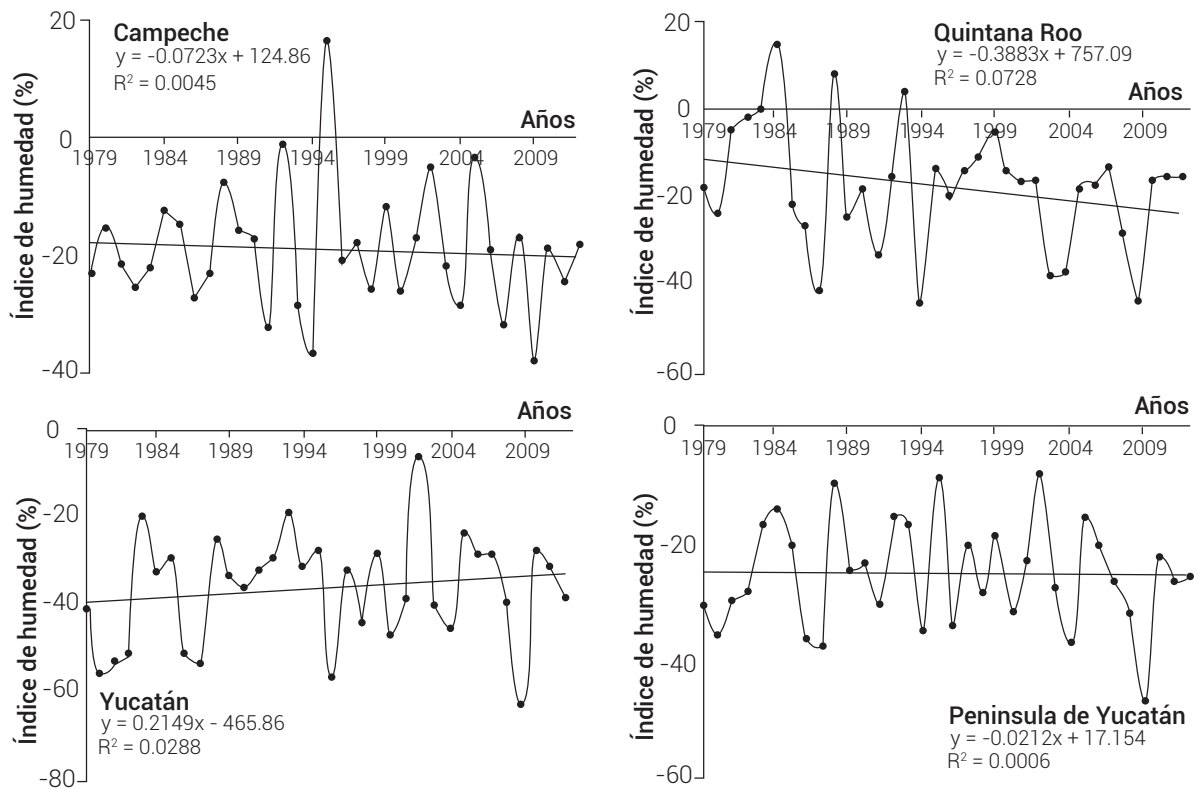 Campeche
y = -0.0723x + 124.86
R² = 0.0045
Índice de humedad (%)
20
0
-20
-40
Años
1979 1984 1989 1994 1999 2004 2009
Quintana Roo
y = -0.3883x + 757.09
R² = 0.0728
Índice de humedad (%)
20
0
-20
-40
-60
Años
1979 1984 1989 1994 1999 2004 2009
Yucatán
y = 0.2149x - 465.86
R² = 0.0288
Índice de humedad (%)
0
-20
-40
-60
-80
Años
1979 1984 1989 1994 1999 2004 2009
Peninsula de Yucatán
y = -0.0212x + 17.154
R² = 0.0006
Índice de humedad (%)
0
-20
-40
-60
Años
1979 1984 1989 1994 1999 2004 2009